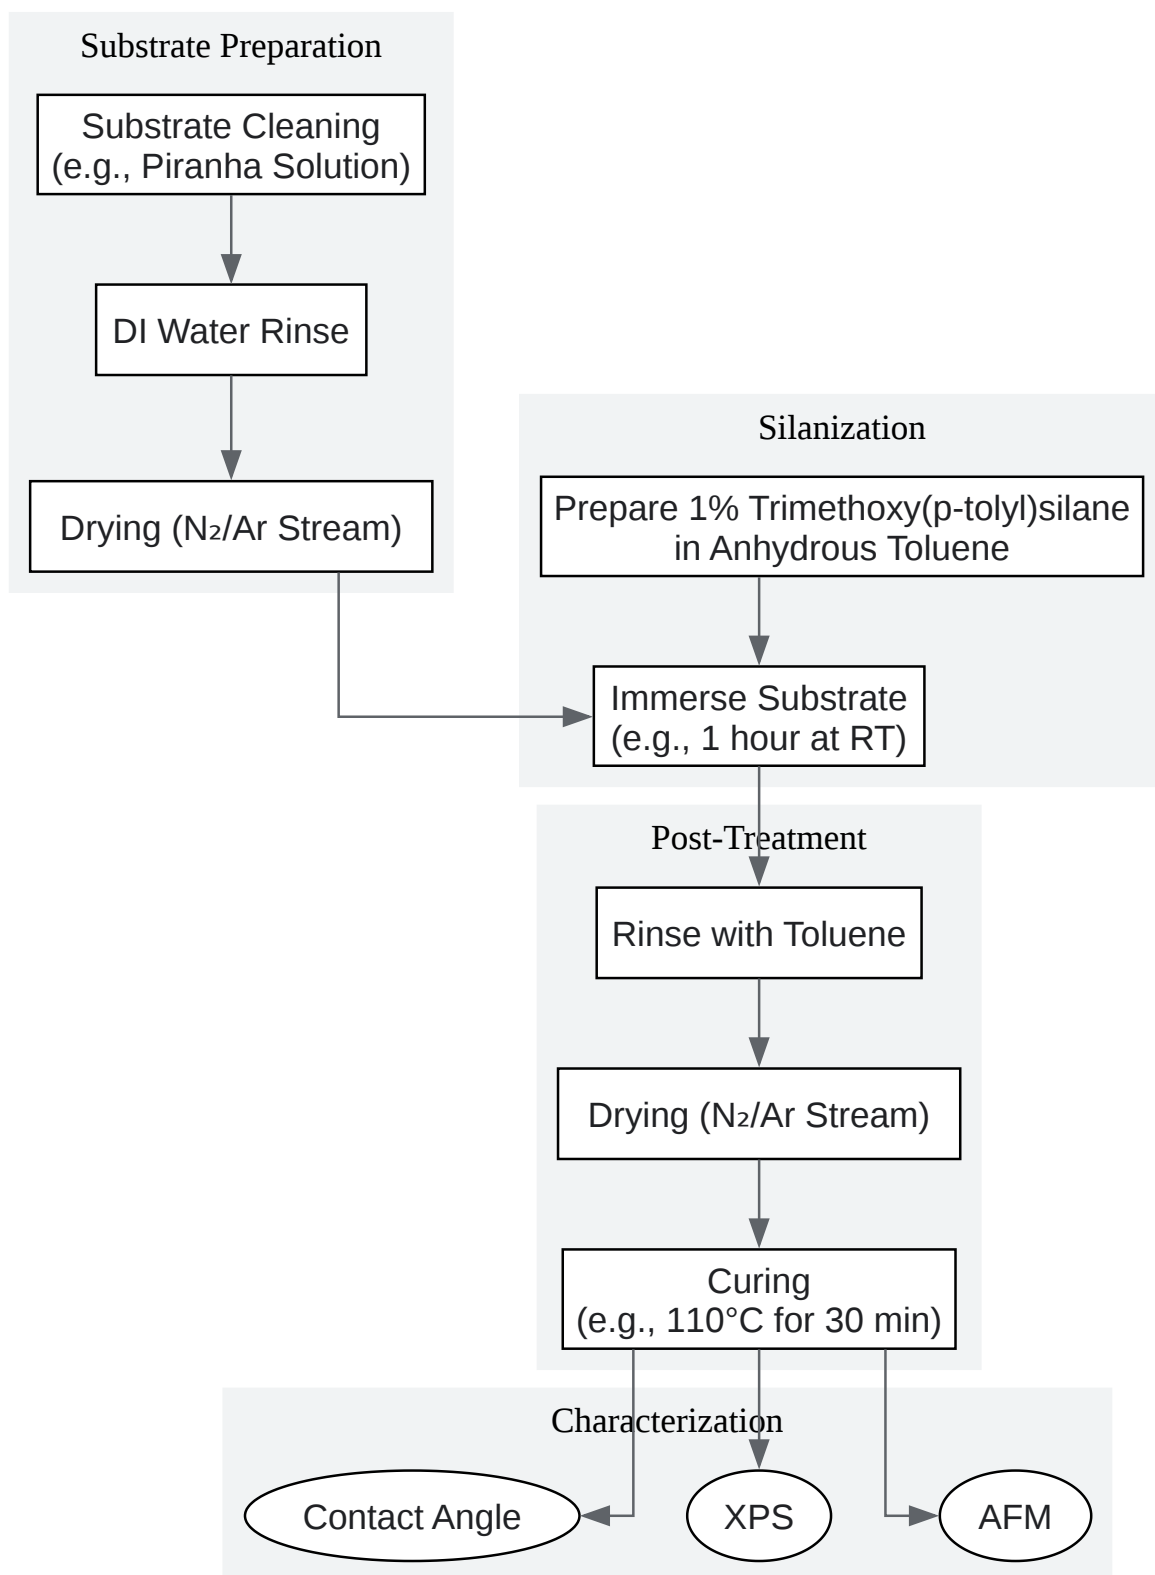 Substrate Preparation
Substrate Cleaning
(e.g., Piranha Solution)
DI Water Rinse
Drying (N₂/Ar Stream)
Silanization
Prepare 1% Trimethoxy(p-tolyl)silane
in Anhydrous Toluene
Immerse Substrate
(e.g., 1 hour at RT)
Post-Treatment
Rinse with Toluene
Drying (N₂/Ar Stream)
Curing
(e.g., 110°C for 30 min)
Characterization
Contact Angle
XPS
AFM